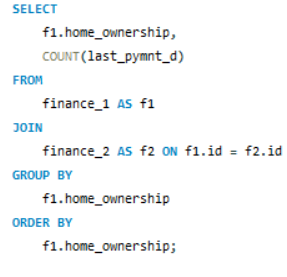 SELECT
f1.home_ownership,
COUNT(last_pymnt_d)
FROM
finance_1 AS f1
JOIN
finance_2 AS f2 ON f1.id = f2.id
GROUP BY
f1.home_ownership
ORDER BY
f1.home_ownership;